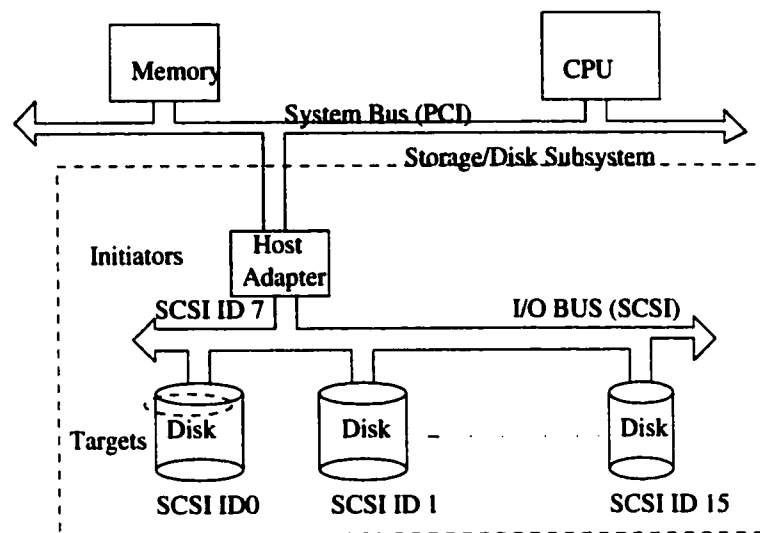 Memory
CPU
System Bus (PCI)
Storage/Disk Subsystem
Initiators
Host
Adapter
SCSI ID 7
I/O BUS (SCSI)
Targets
Disk
Disk
Disk
SCSI ID0
SCSI ID 1
SCSI ID 15